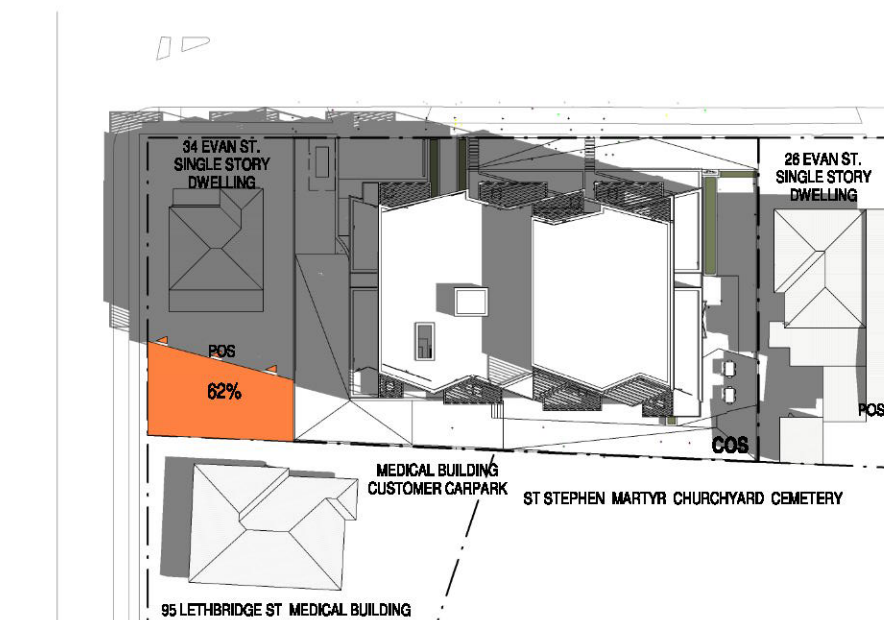 34 EVAN ST.
SINGLE STORY
DWELLING
26 EVAN ST.
SINGLE STORY
DWELLING
POS
62%
POS
COS
MEDICAL BUILDING
CUSTOMER CARPARK
ST STEPHEN MARTYR CHURCHYARD CEMETERY
95 LETHBRIDGE ST MEDICAL BUILDING